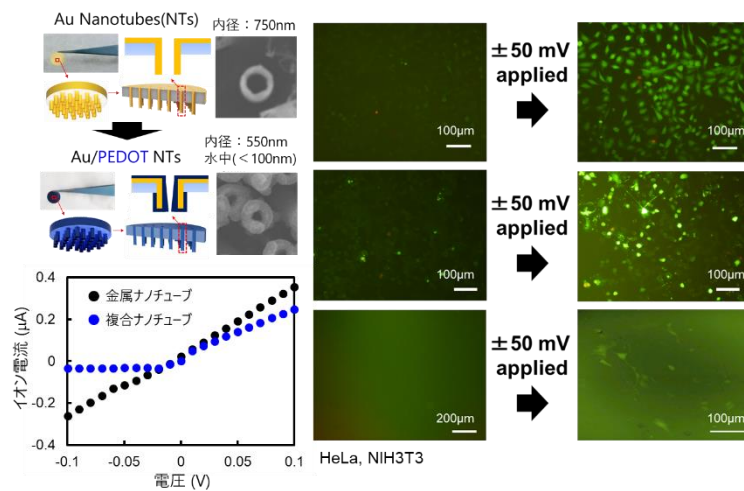 Au Nanotubes(NTs)
内径：750nm
Au/PEDOT NTs
内径：550nm
水中(＜100nm)
イオン電流 (μA)
0.4
0.2
0
-0.2
-0.4
金属ナノチューブ
複合ナノチューブ
-0.1
-0.05
0
0.05
0.1
電圧 (V)
100μm
±50 mV
applied
100μm
100μm
±50 mV
applied
100μm
200μm
±50 mV
applied
100μm
HeLa, NIH3T3